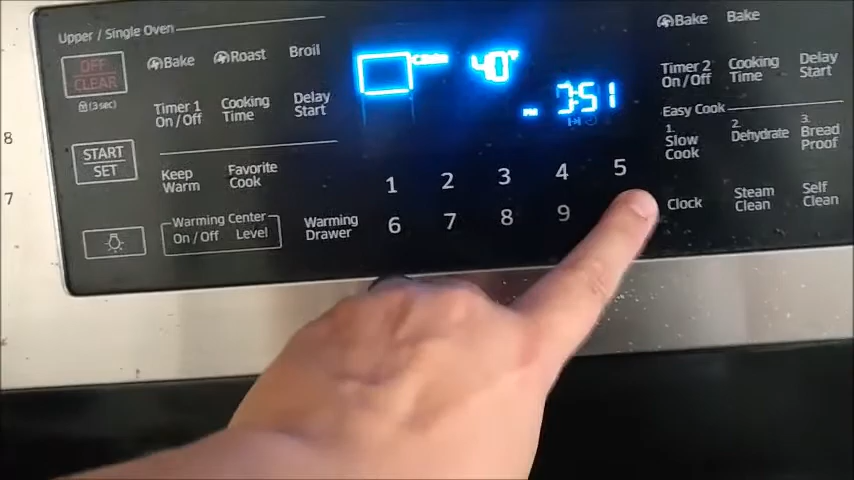 Upper / Single Oven
OFF
CLEAR
(3 sec)
Bake
Roast
Broil
Timer 1
On/Off
Cooking
Time
Delay
Start
START
SET
Keep
Warm
Favorite
Cook
Warming Center
On / Off
Level
Warming
Drawer
40°F
PM 7:51
1
2
3
4
5
6
7
8
9
Bake
Bake
Timer 2
On/Off
Cooking
Time
Delay
Start
Easy Cook
1.
Slow
Cook
2.
Dehydrate
3.
Bread
Proof
Clock
Steam
Clean
Self
Clean
8
7